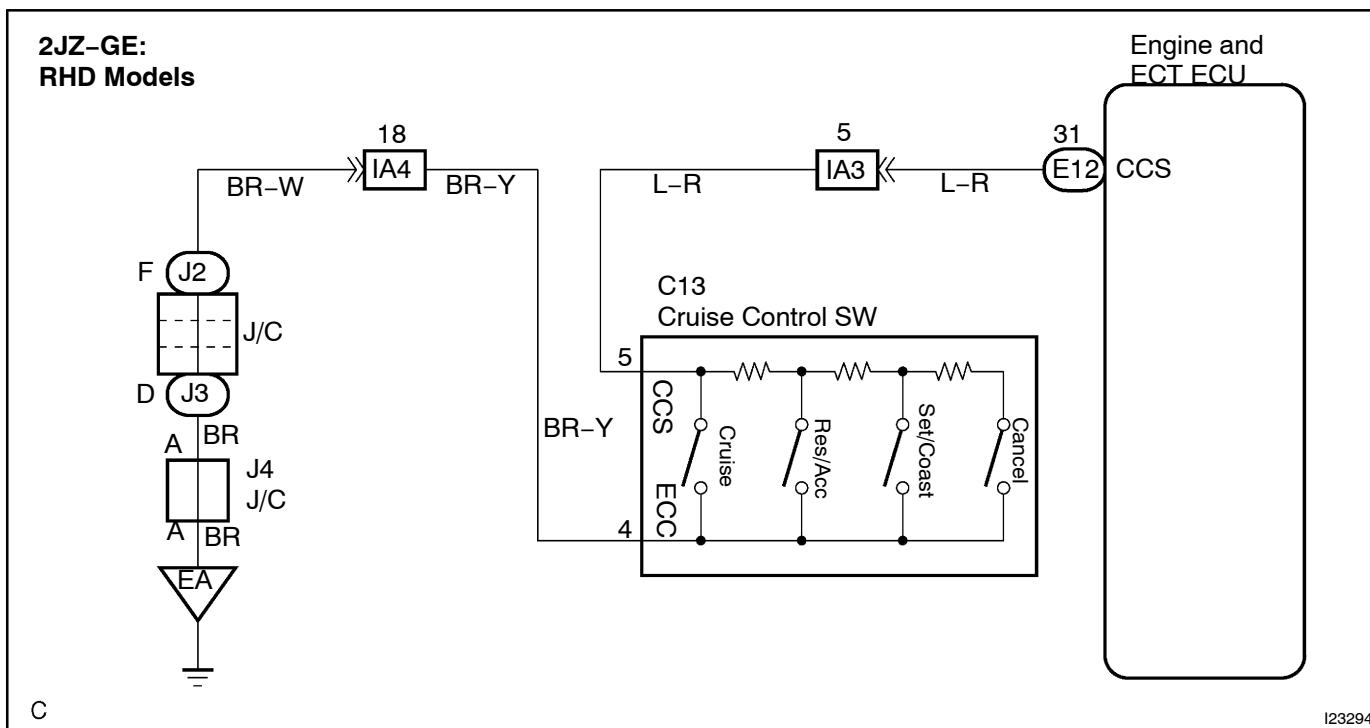 2JZ–GE:
RHD Models
Engine and
ECT ECU
18
5
31
IA4
IA3
E12
CCS
BR–W
BR–Y
L–R
L–R
F
J2
J/C
D
J3
C13
Cruise Control SW
5
CCS
BR–Y
Cruise
Res/Acc
Set/Coast
Cancel
ECC
4
A
BR
J4
J/C
A
BR
EA
C
I23294